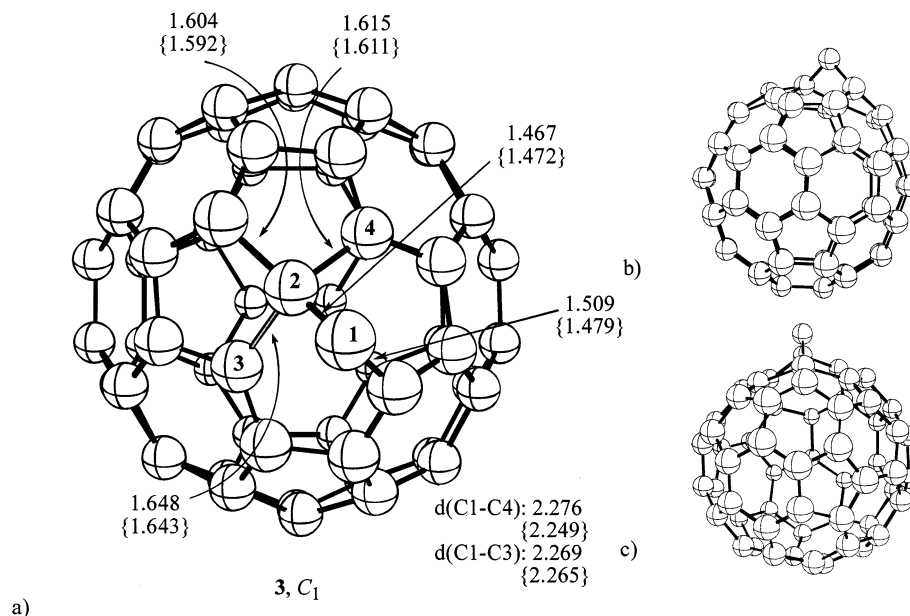 1.604
{1.592}
1.615
{1.611}
1.467
{1.472}
4
2
1
3
1.509
{1.479}
1.648
{1.643}
d(C1-C4): 2.276
{2.249}
d(C1-C3): 2.269
{2.265}
3, C1
a)
b)
c)